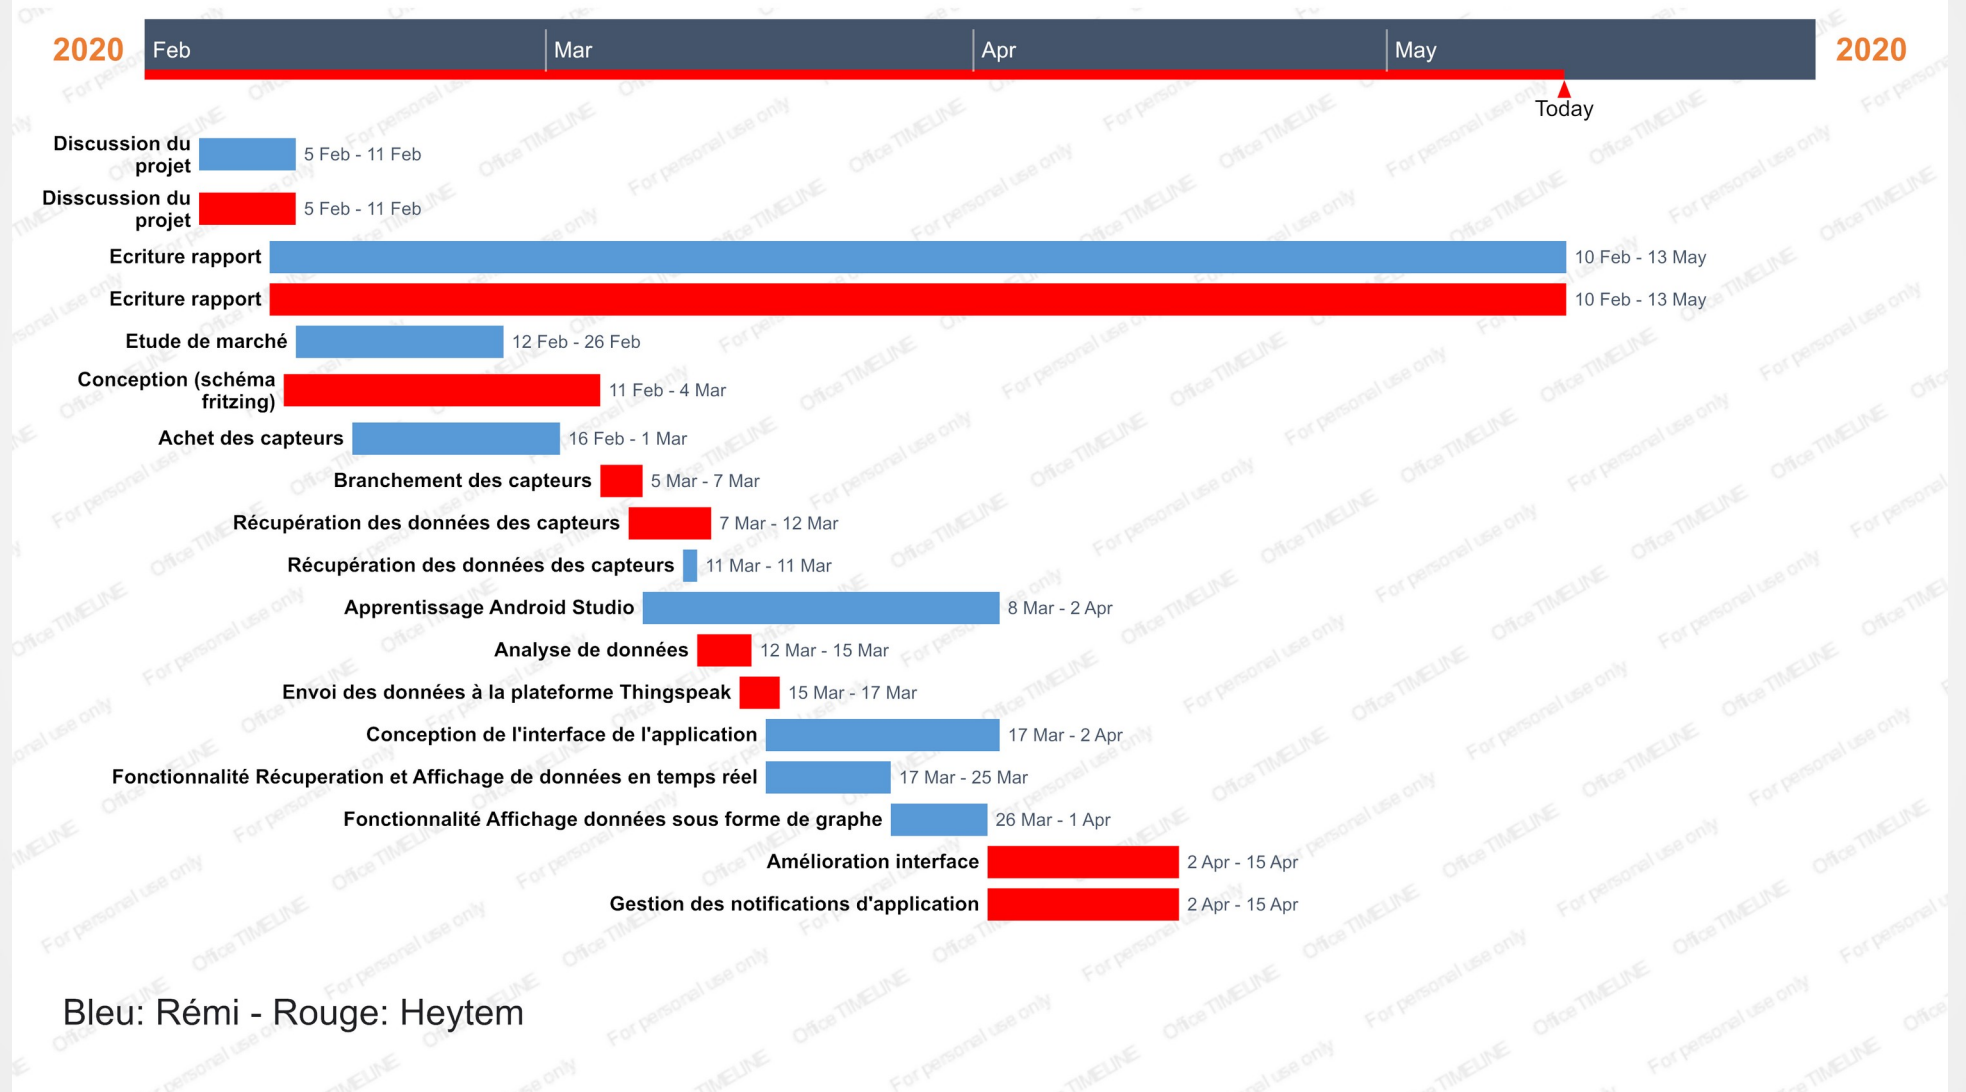 2020 Feb Mar Apr May 2020
Today
Discussion du
projet
5 Feb - 11 Feb
Disscussion du
projet
5 Feb - 11 Feb
Ecriture rapport 10 Feb - 13 May
Ecriture rapport 10 Feb - 13 May
Etude de marché 12 Feb - 26 Feb
Conception (schéma
fritzing)
11 Feb - 4 Mar
Achet des capteurs 16 Feb - 1 Mar
Branchement des capteurs 5 Mar - 7 Mar
Récupération des données des capteurs 7 Mar - 12 Mar
Récupération des données des capteurs 11 Mar - 11 Mar
Apprentissage Android Studio 8 Mar - 2 Apr
Analyse de données 12 Mar - 15 Mar
Envoi des données à la plateforme Thingspeak 15 Mar - 17 Mar
Conception de l'interface de l'application 17 Mar - 2 Apr
Fonctionnalité Récuperation et Affichage de données en temps réel 17 Mar - 25 Mar
Fonctionnalité Affichage données sous forme de graphe 26 Mar - 1 Apr
Amélioration interface 2 Apr - 15 Apr
Gestion des notifications d'application 2 Apr - 15 Apr
Bleu: Rémi - Rouge: Heytem
For personal use only
Office TIMELINE